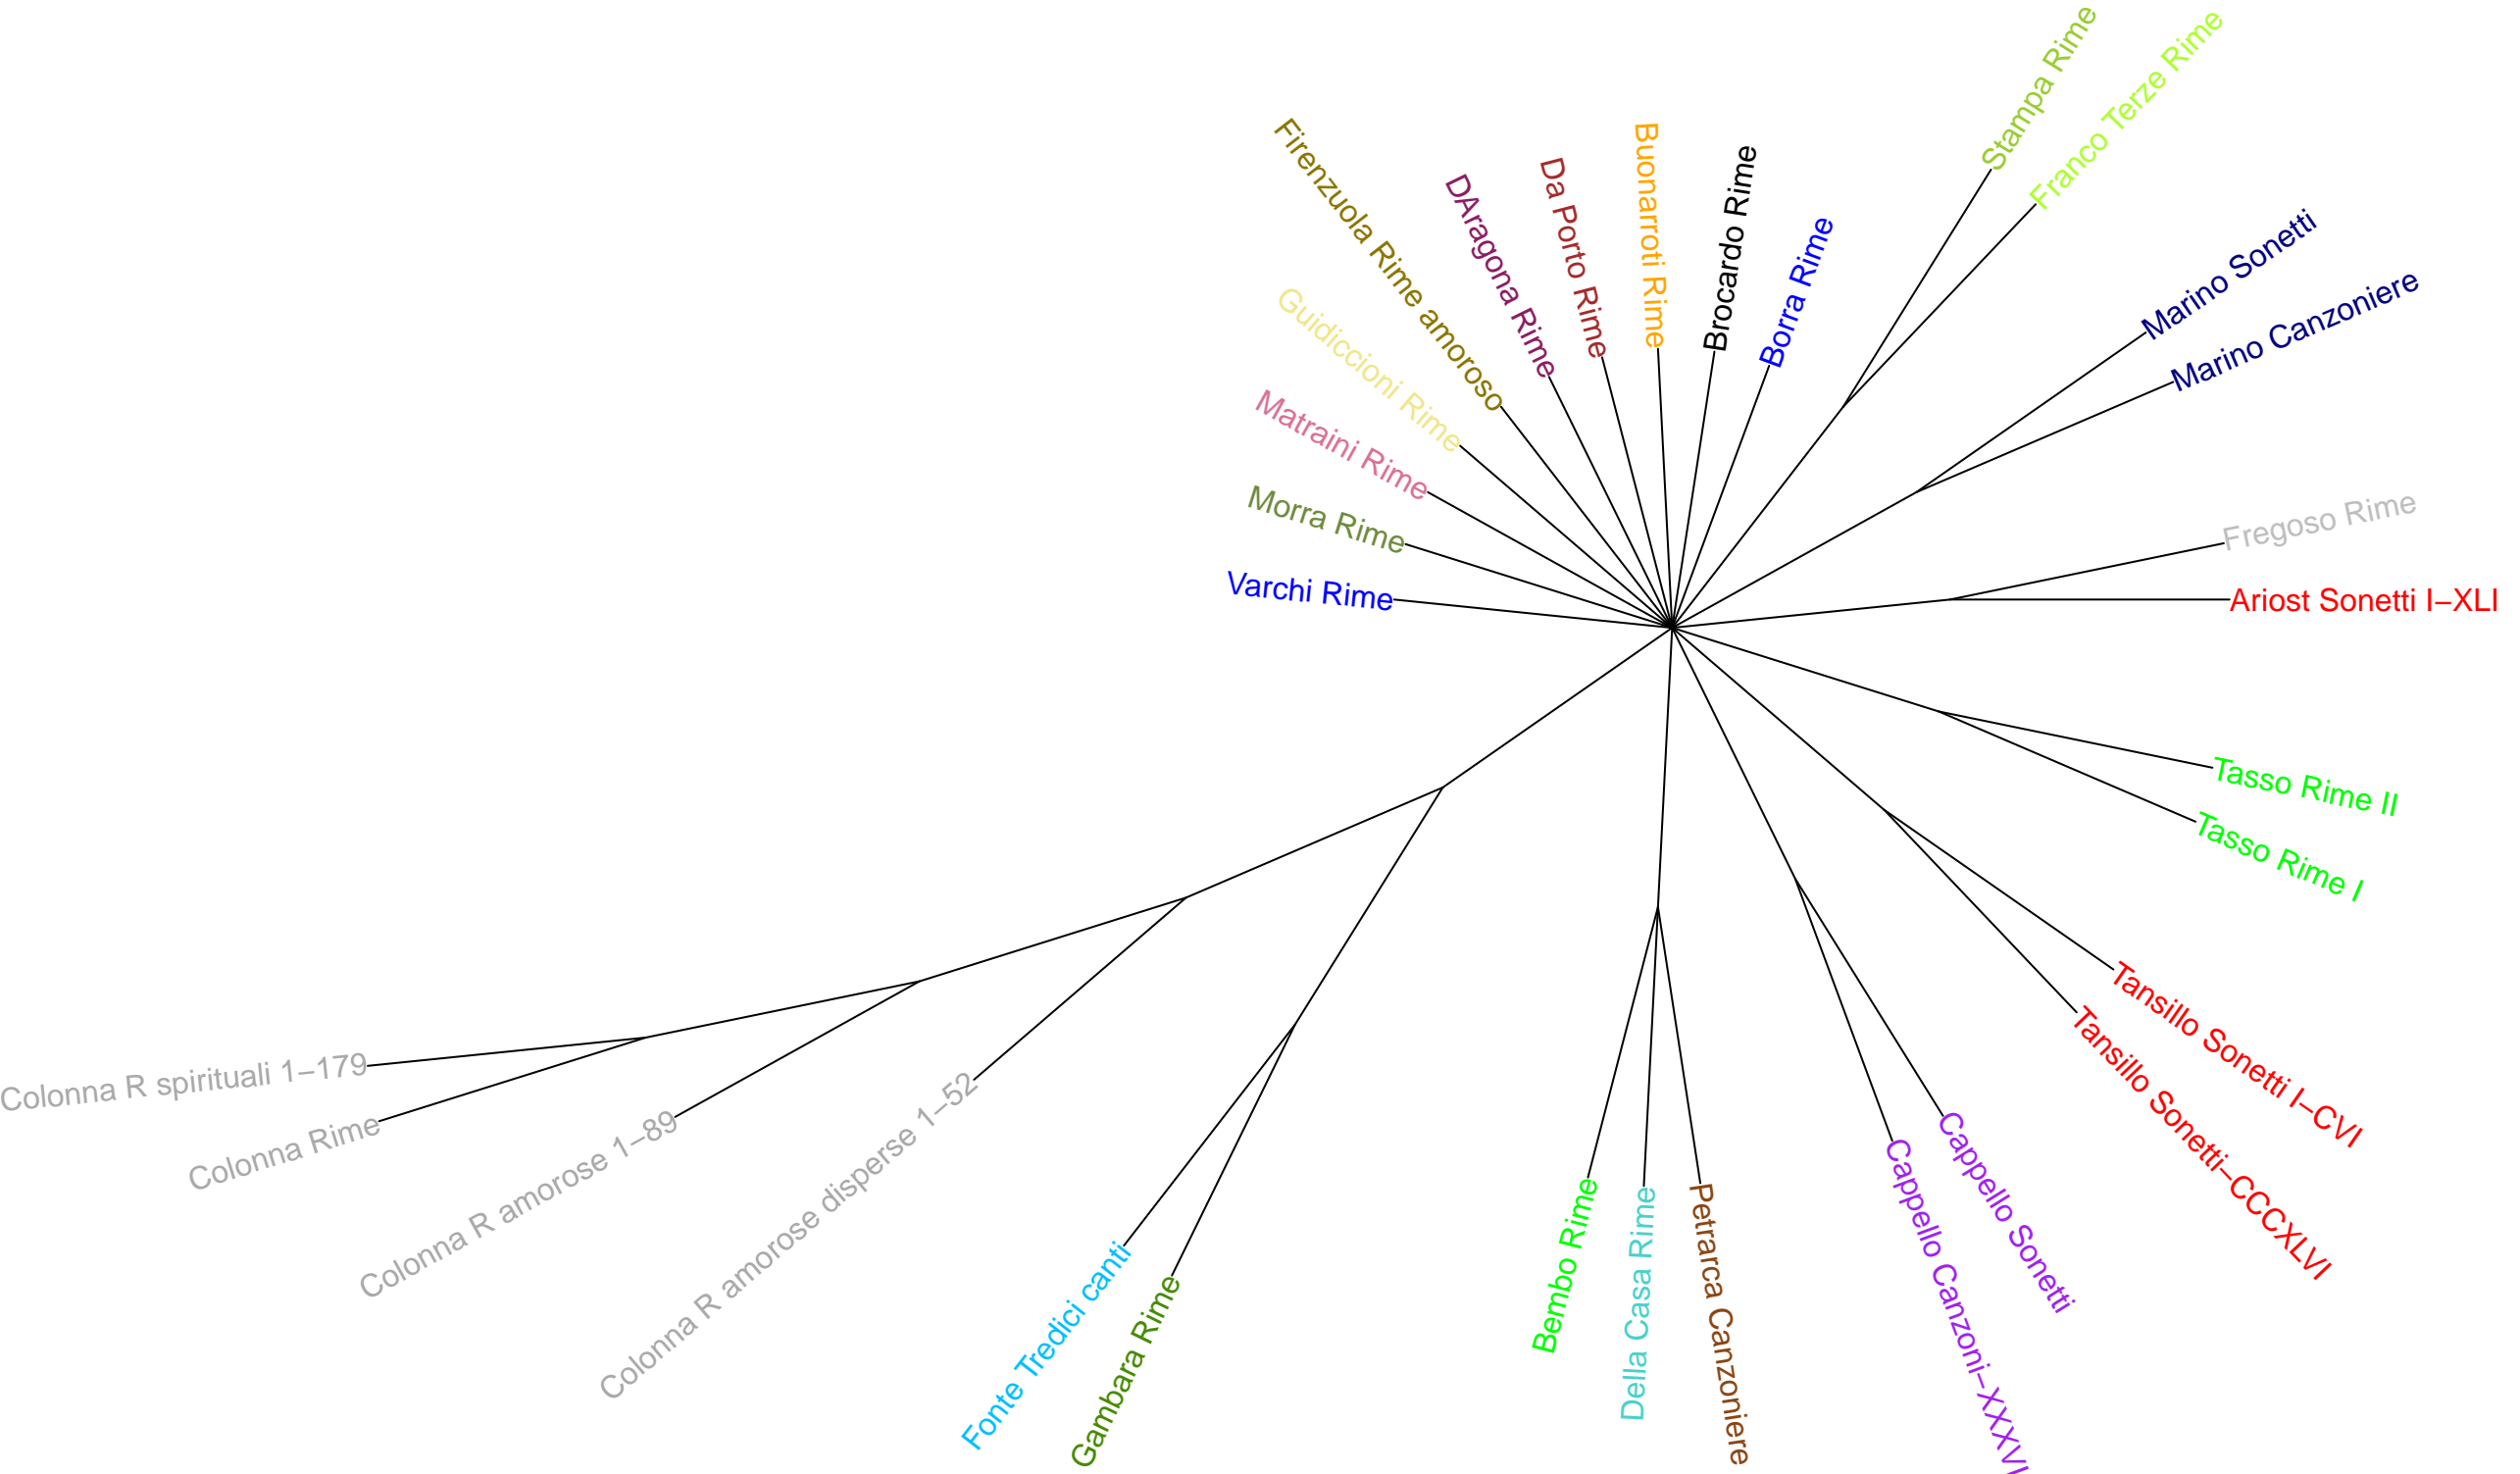 Stampa Rime
Franco Terze Rime
Marino Sonetti
Marino Canzoniere
Fregoso Rime
Ariost Sonetti I–XLI
Tasso Rime II
Tasso Rime I
Tansillo Sonetti I–CVI
Tansillo Sonetti–CCCXLVI
Cappello Sonetti
Petrarca Canzoniere
Cappello Canzoni–XXXVI
Della Casa Rime
Bembo Rime
Gambara Rime
Fonte Tredici canti
Colonna R amorose disperse 1–52
Colonna R amorose 1–89
Colonna Rime
Colonna R spirituali 1–179
Varchi Rime
Morra Rime
Matraini Rime
Guidiccioni Rime
Firenzuola Rime amoroso
DAragona Rime
Da Porto Rime
Buonarroti Rime
Brocardo Rime
Borra Rime